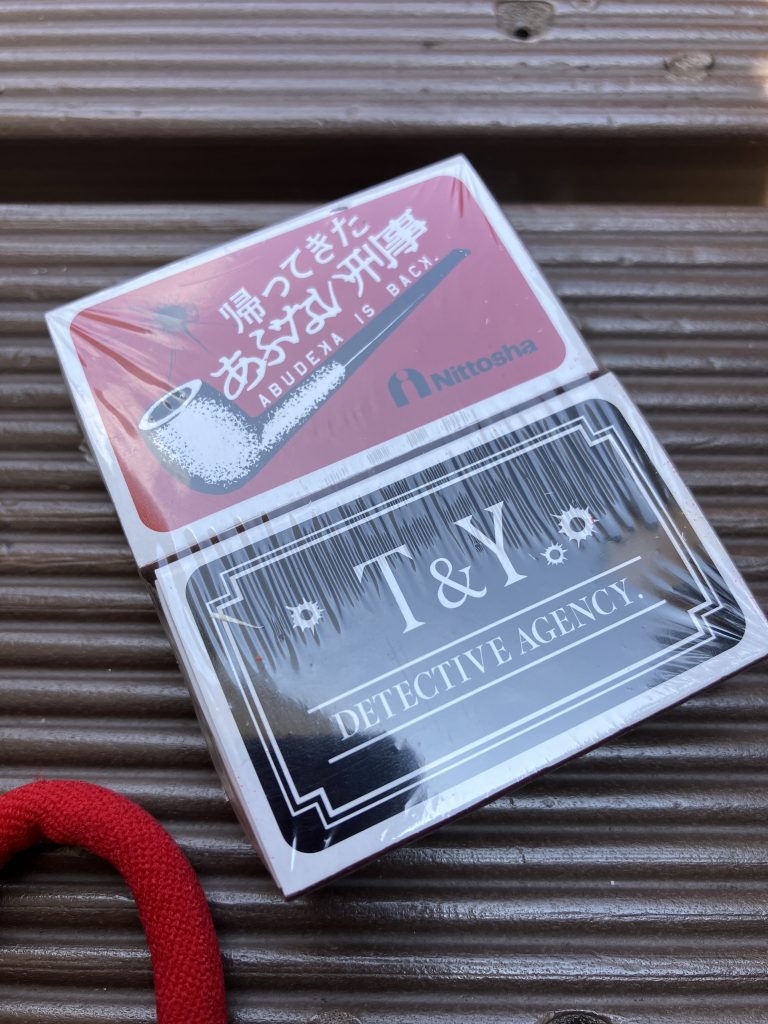 帰ってきた
あぶない刑事
ABUDEKA IS BACK.
Nittosha
T&Y
DETECTIVE AGENCY.